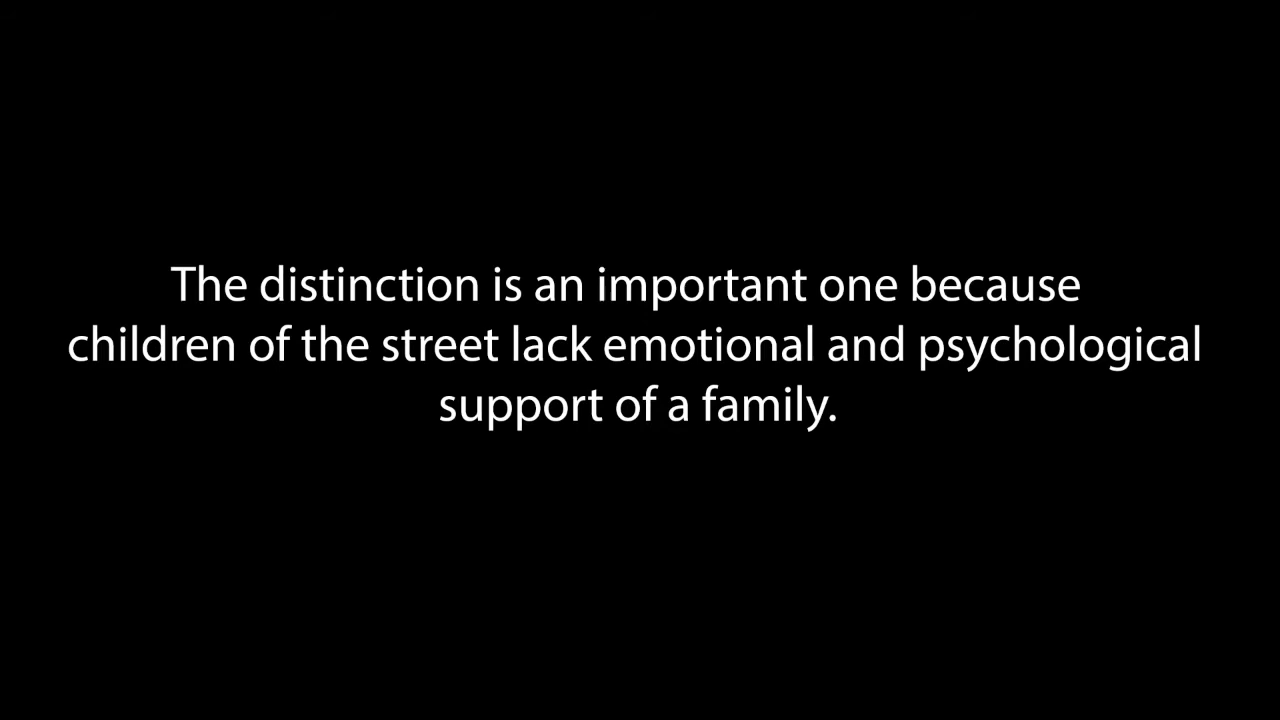 The distinction is an important one because
children of the street lack emotional and psychological
support of a family.